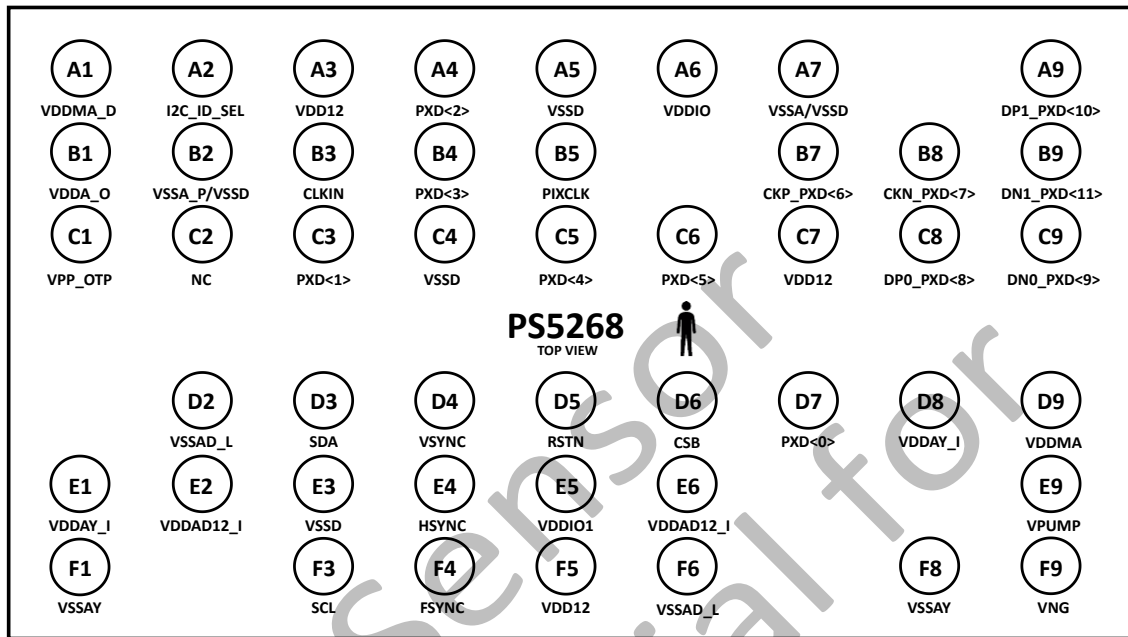 A1 A2 A3 A4 A5 A6 A7 A9
VDDMA_D I2C_ID_SEL VDD12 PXD<2> VSSD VDDIO VSSA/VSSD DP1_PXD<10>
B1 B2 B3 B4 B5 B7 B8 B9
VDDA_O VSSA_P/VSSD CLKIN PXD<3> PIXCLK CKP_PXD<6> CKN_PXD<7> DN1_PXD<11>
C1 C2 C3 C4 C5 C6 C7 C8 C9
VPP_OTP NC PXD<1> VSSD PXD<4> PXD<5> VDD12 DP0_PXD<8> DN0_PXD<9>
PS5268
TOP VIEW
D2 D3 D4 D5 D6 D7 D8 D9
VSSAD_L SDA VSYNC RSTN CSB PXD<0> VDDAY_I VDDMA
E1 E2 E3 E4 E5 E6 E9
VDDAY_I VDDAD12_I VSSD HSYNC VDDIO1 VDDAD12_I VPUMP
F1 F3 F4 F5 F6 F8 F9
VSSAY SCL FSYNC VDD12 VSSAD_L VSSAY VNG
Sensor
for